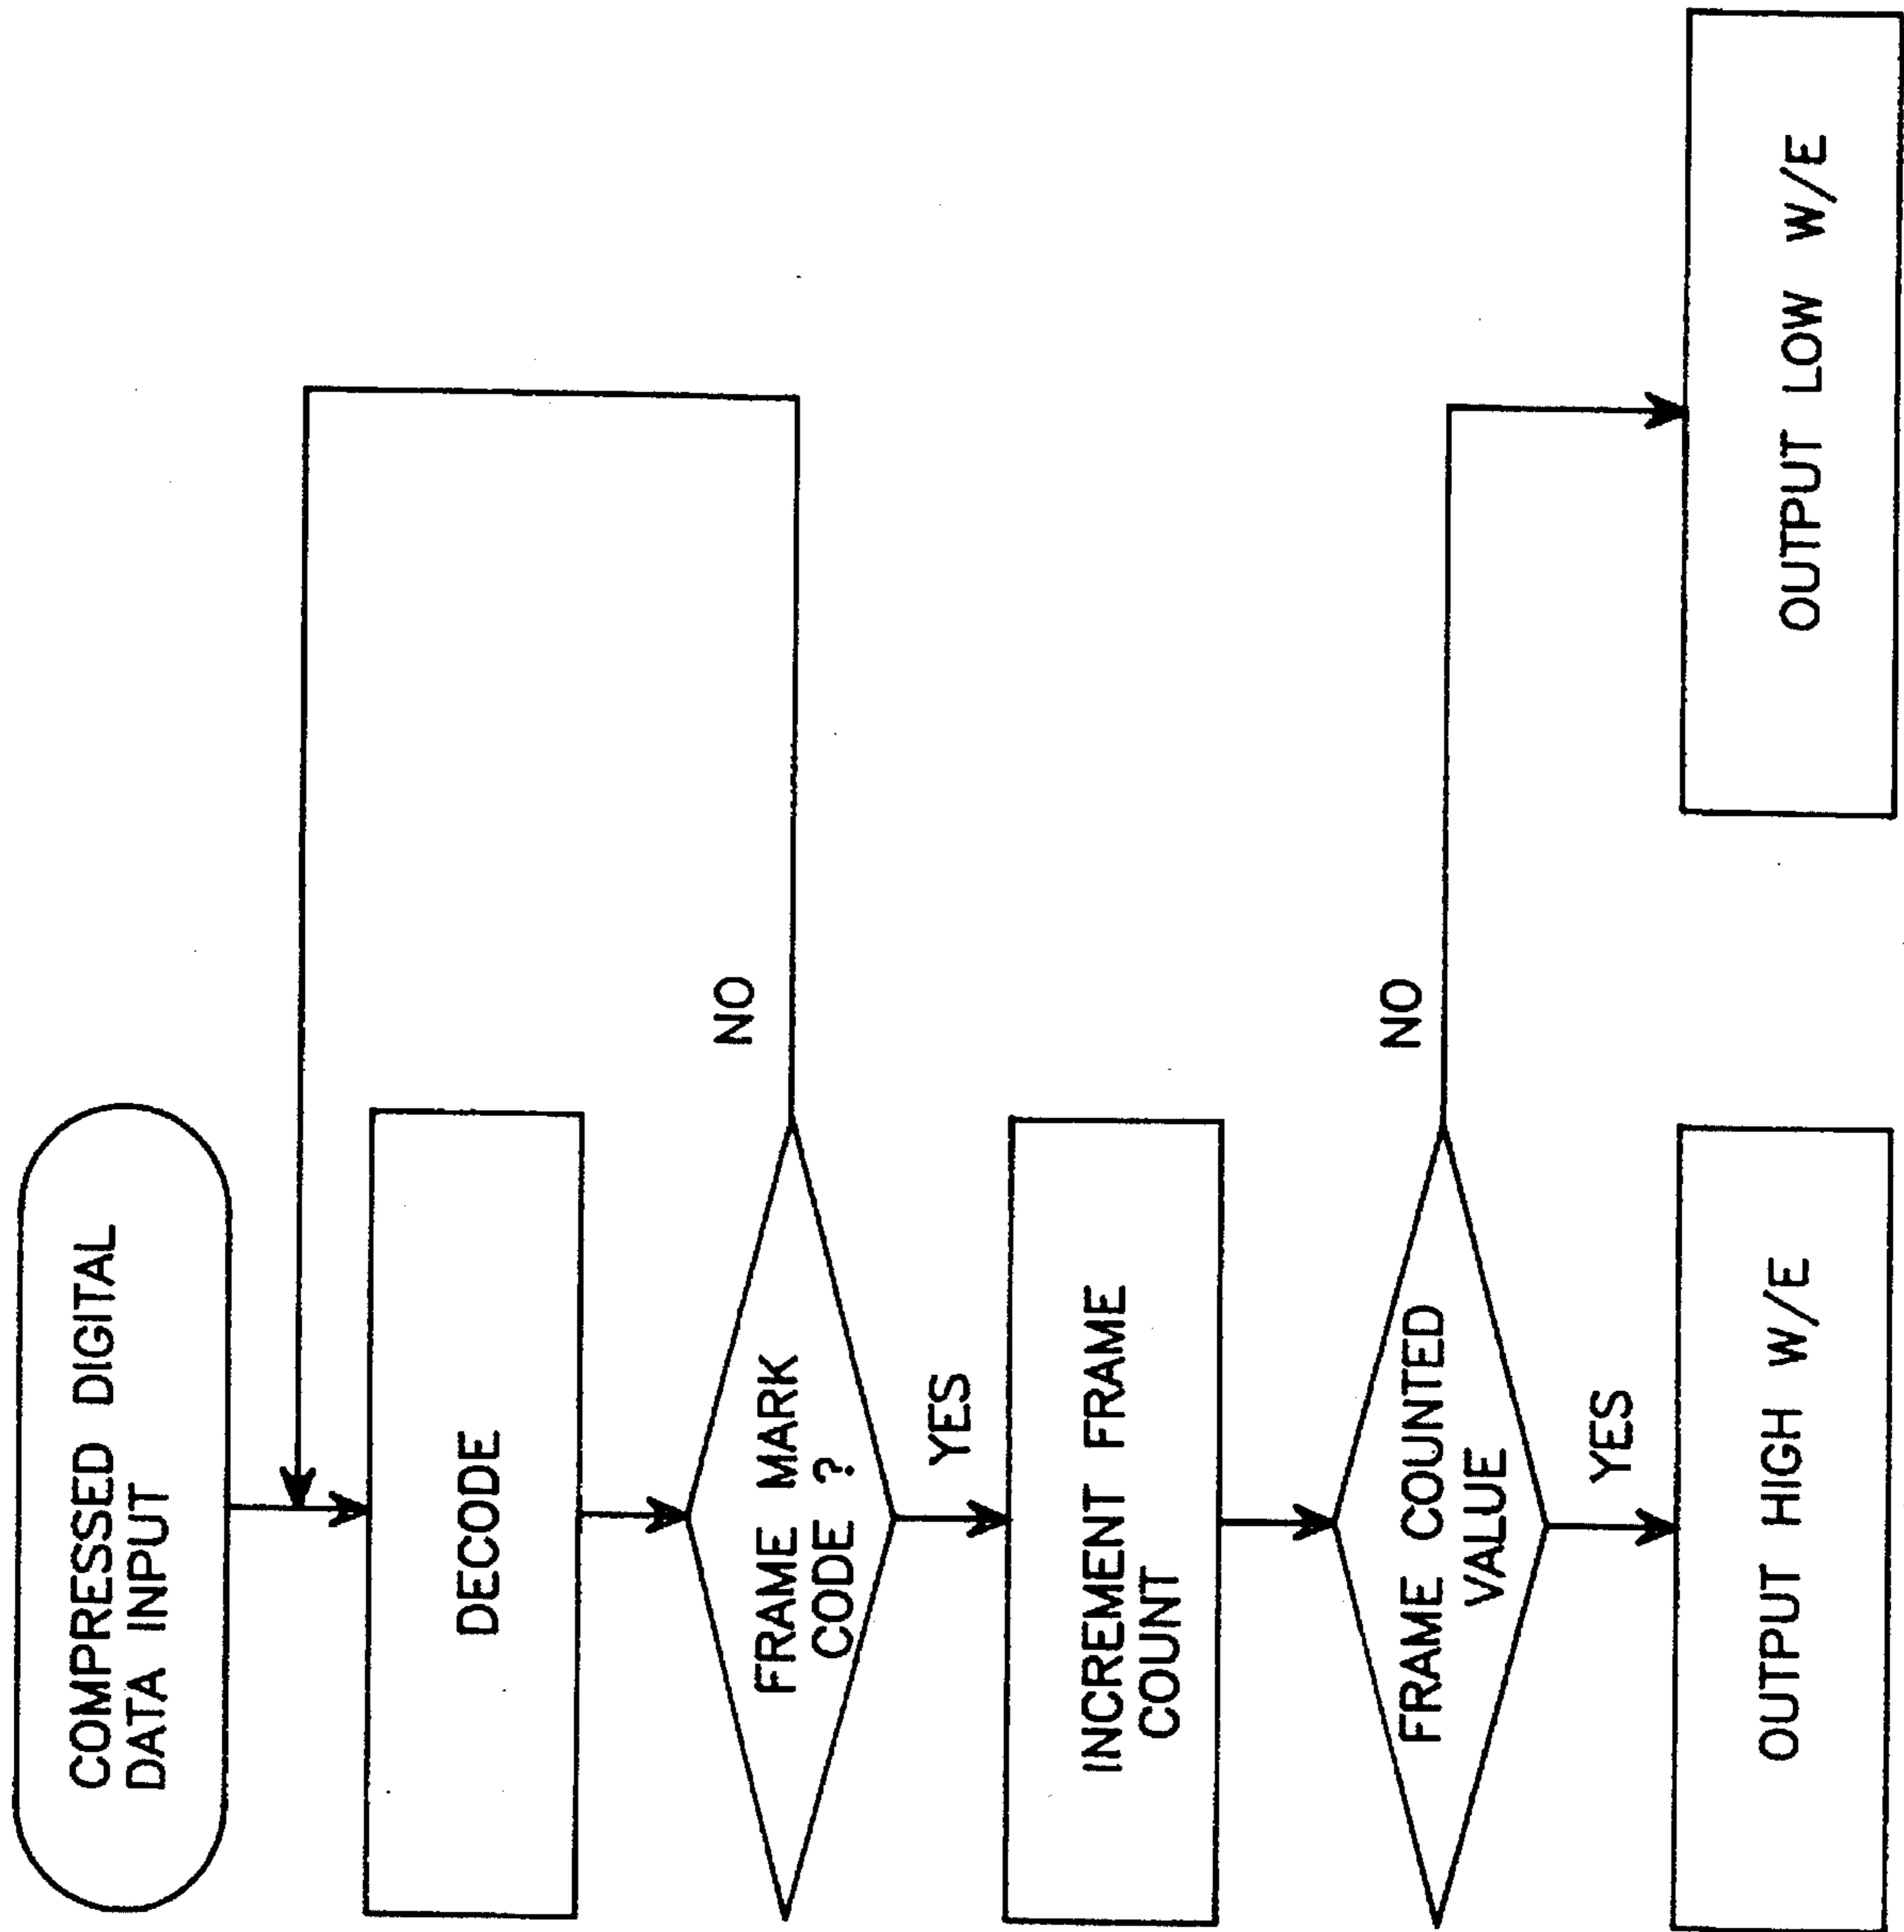 COMPRESSED DIGITAL
DATA INPUT
DECODE
FRAME MARK
CODE ?
NO
YES
INCREMENT FRAME
COUNT
FRAME COUNTED
VALUE
NO
YES
OUTPUT HIGH W/E
OUTPUT LOW W/E